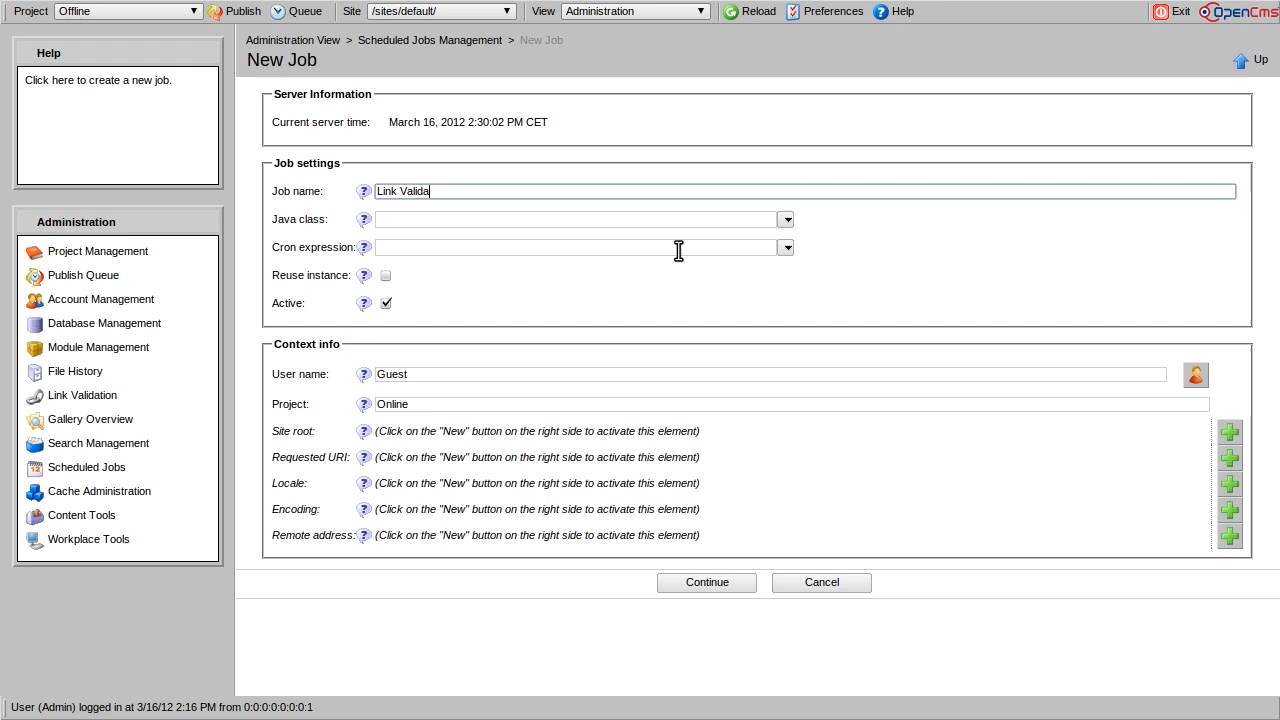 Project Offline Publish Queue Site /sites/default/ View Administration Reload Preferences Help Exit OpenCms
Help
Click here to create a new job.
Administration
Project Management
Publish Queue
Account Management
Database Management
Module Management
File History
Link Validation
Gallery Overview
Search Management
Scheduled Jobs
Cache Administration
Content Tools
Workplace Tools
Administration View > Scheduled Jobs Management > New Job
New Job
Up
Server Information
Current server time: March 16, 2012 2:30:02 PM CET
Job settings
Job name: Link Valida
Java class:
Cron expression:
Reuse instance:
Active:
Context info
User name: Guest
Project: Online
Site root: (Click on the "New" button on the right side to activate this element)
Requested URI: (Click on the "New" button on the right side to activate this element)
Locale: (Click on the "New" button on the right side to activate this element)
Encoding: (Click on the "New" button on the right side to activate this element)
Remote address: (Click on the "New" button on the right side to activate this element)
Continue Cancel
User (Admin) logged in at 3/16/12 2:16 PM from 0:0:0:0:0:0:0:1